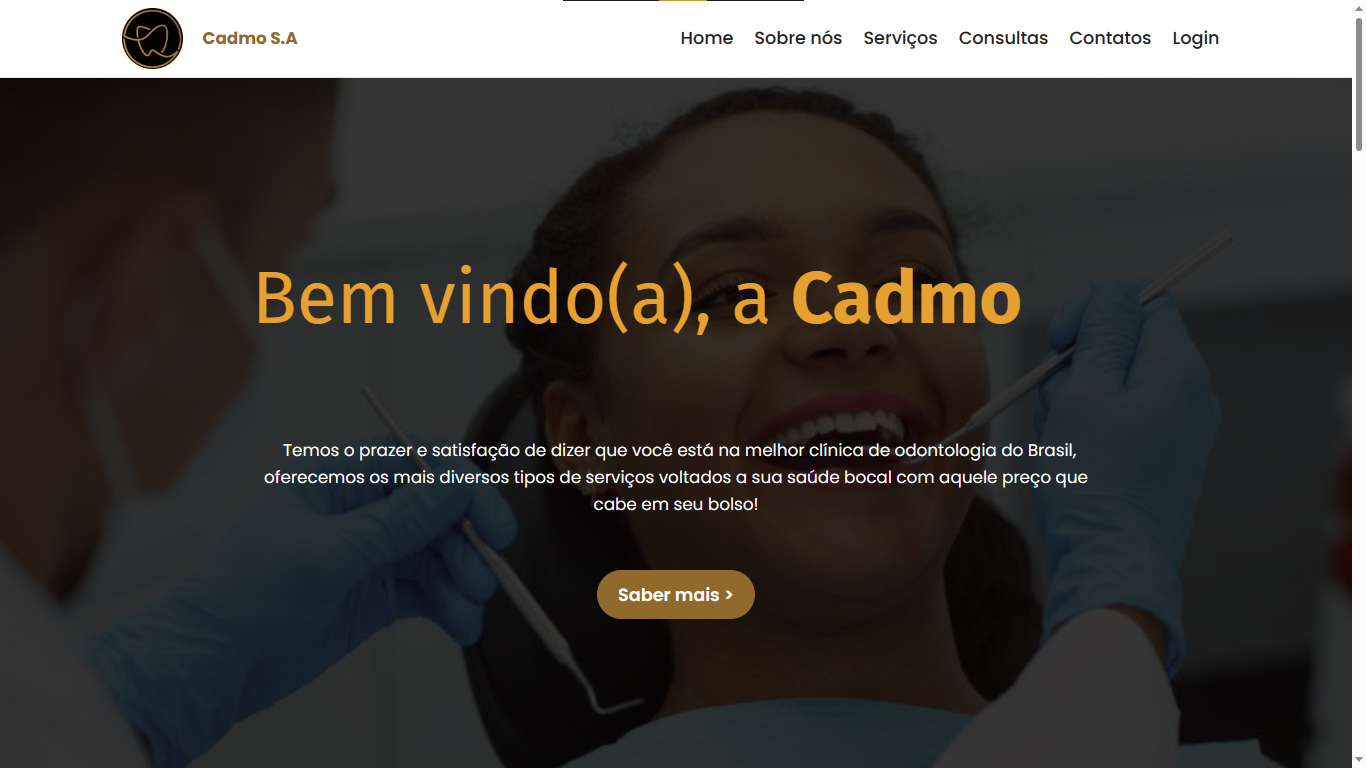 Cadmo S.A
Home Sobre nós Serviços Consultas Contatos Login
Bem vindo(a), a Cadmo
Temos o prazer e satisfação de dizer que você está na melhor clínica de odontologia do Brasil,
oferecemos os mais diversos tipos de serviços voltados a sua saúde bocal com aquele preço que
cabe em seu bolso!
Saber mais >